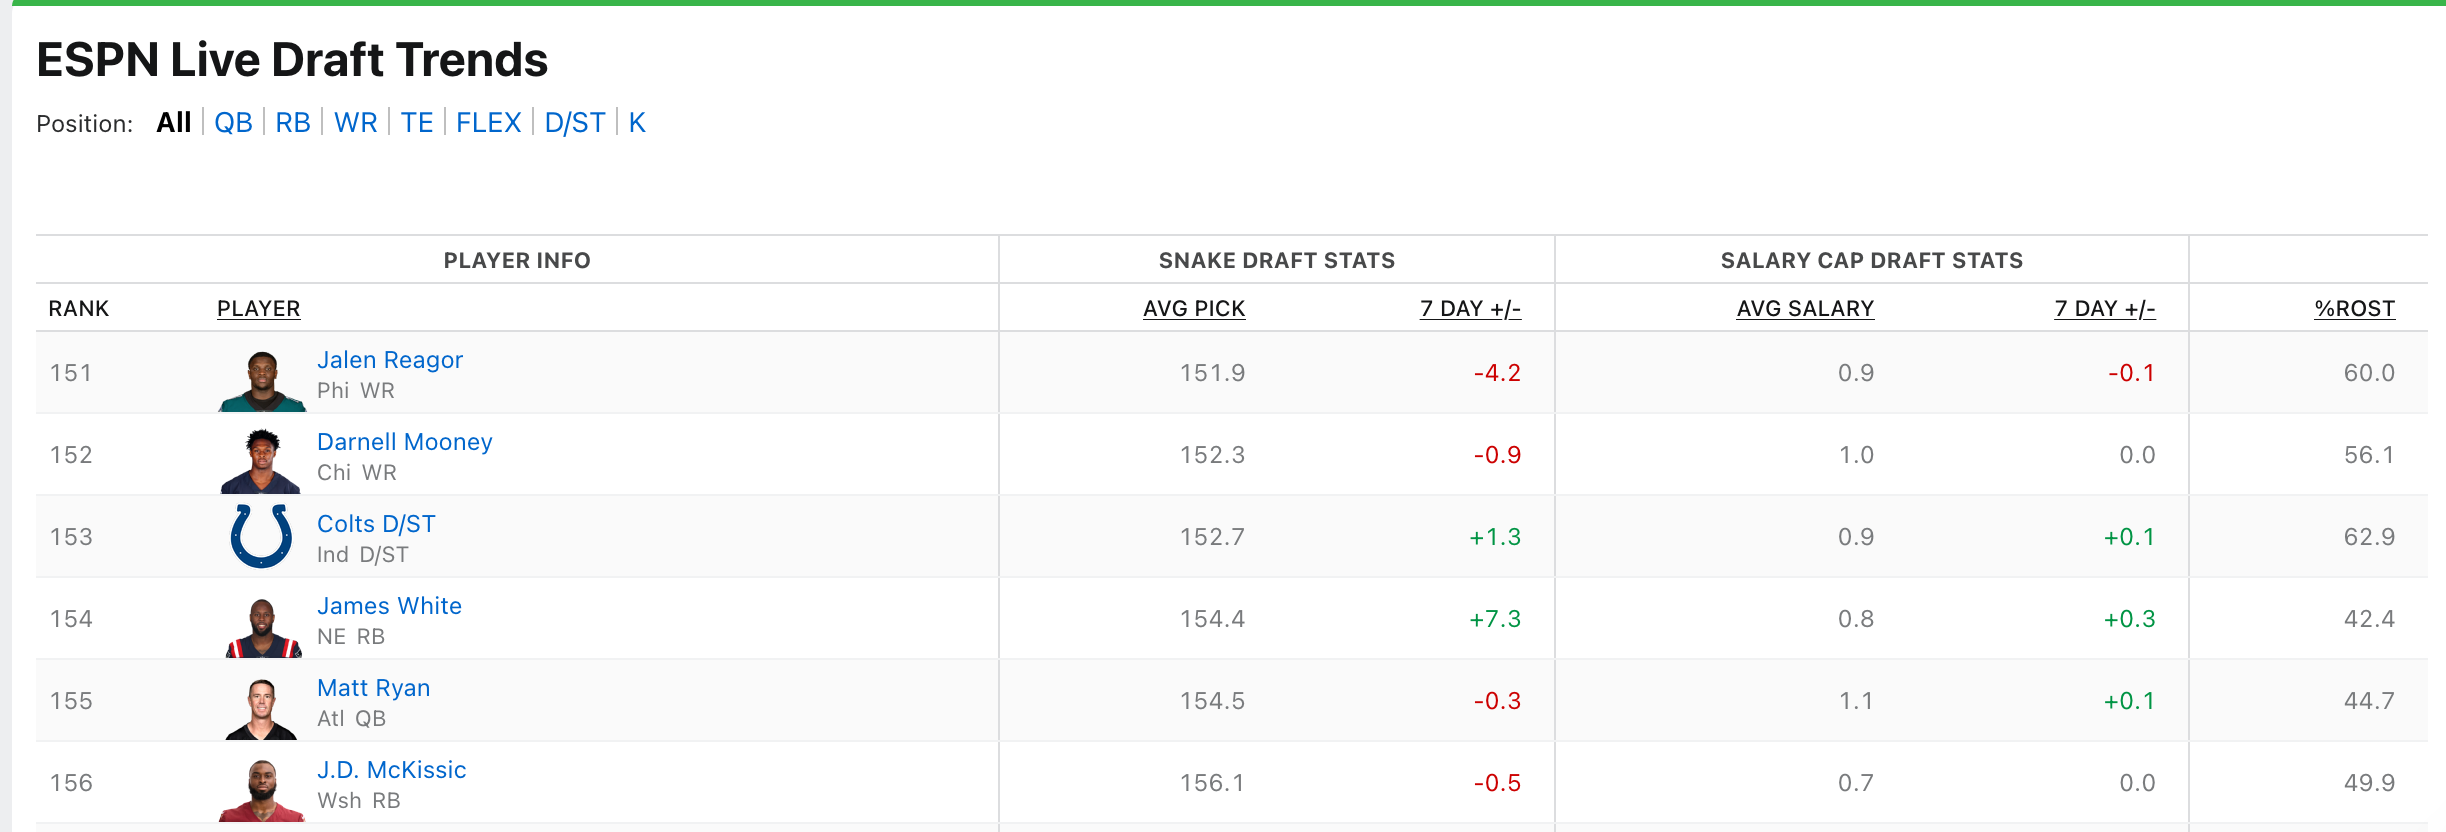 ESPN Live Draft Trends
Position: All QB RB WR TE FLEX D/ST K
PLAYER INFO SNAKE DRAFT STATS SALARY CAP DRAFT STATS
RANK PLAYER AVG PICK 7 DAY +/- AVG SALARY 7 DAY +/- %ROST
151 Jalen Reagor Phi WR 151.9 -4.2 0.9 -0.1 60.0
152 Darnell Mooney Chi WR 152.3 -0.9 1.0 0.0 56.1
153 Colts D/ST Ind D/ST 152.7 +1.3 0.9 +0.1 62.9
154 James White NE RB 154.4 +7.3 0.8 +0.3 42.4
155 Matt Ryan Atl QB 154.5 -0.3 1.1 +0.1 44.7
156 J.D. McKissic Wsh RB 156.1 -0.5 0.7 0.0 49.9